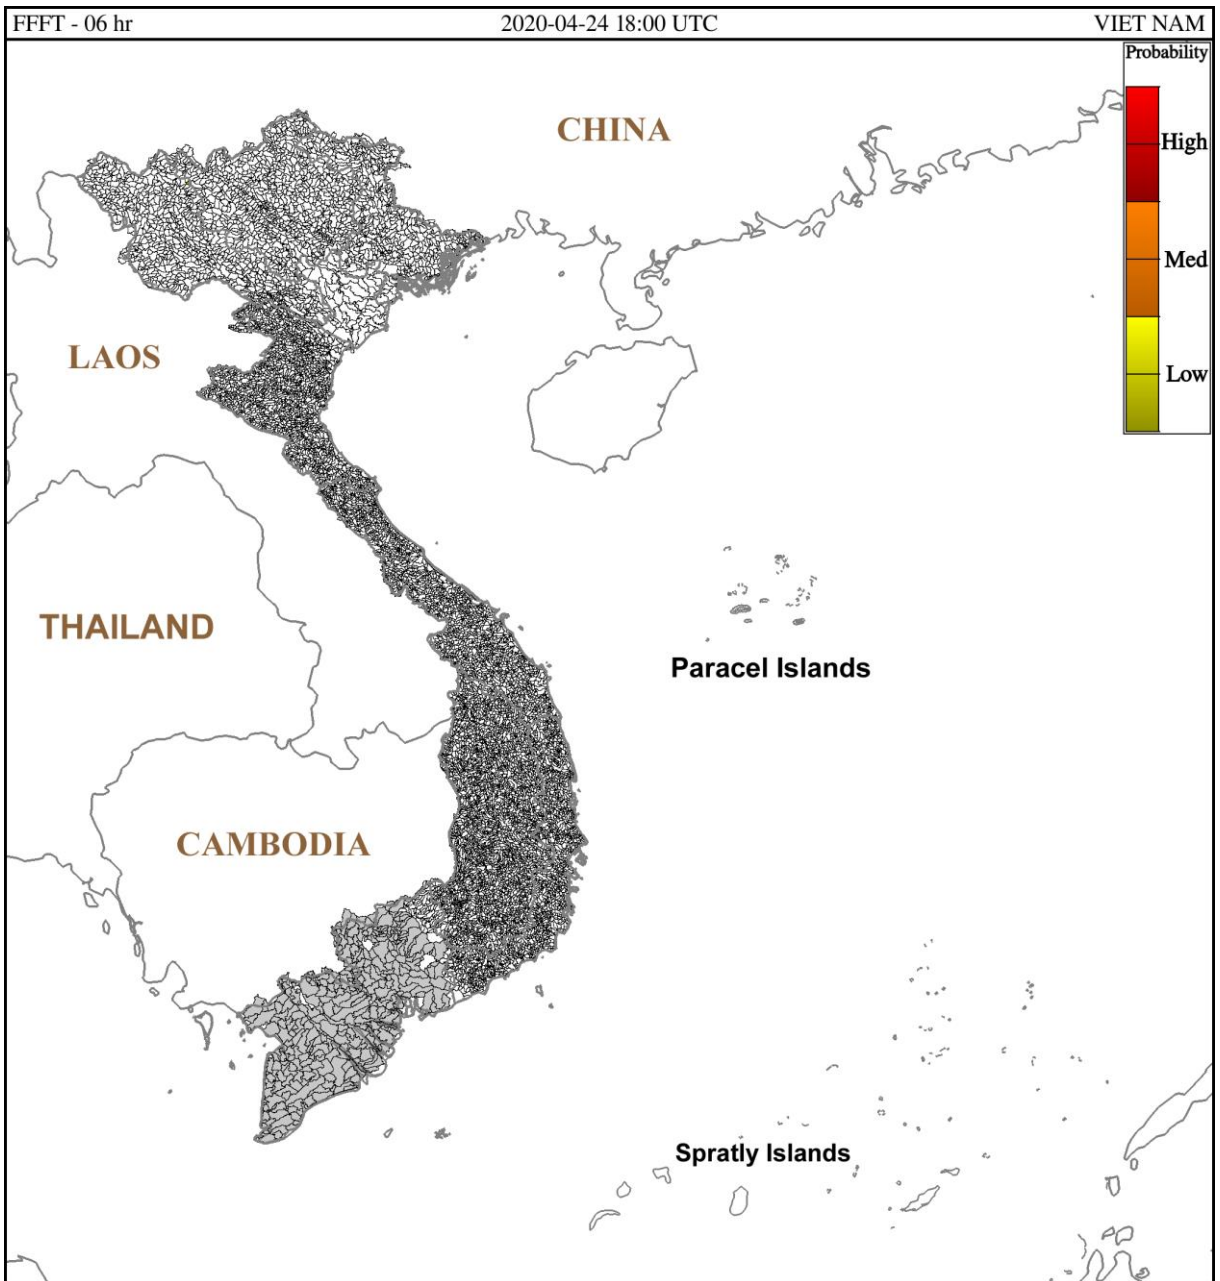 FFFT - 06 hr
2020-04-24 18:00 UTC
VIET NAM
Probability
High
Med
Low
CHINA
LAOS
THAILAND
Paracel Islands
CAMBODIA
Spratly Islands